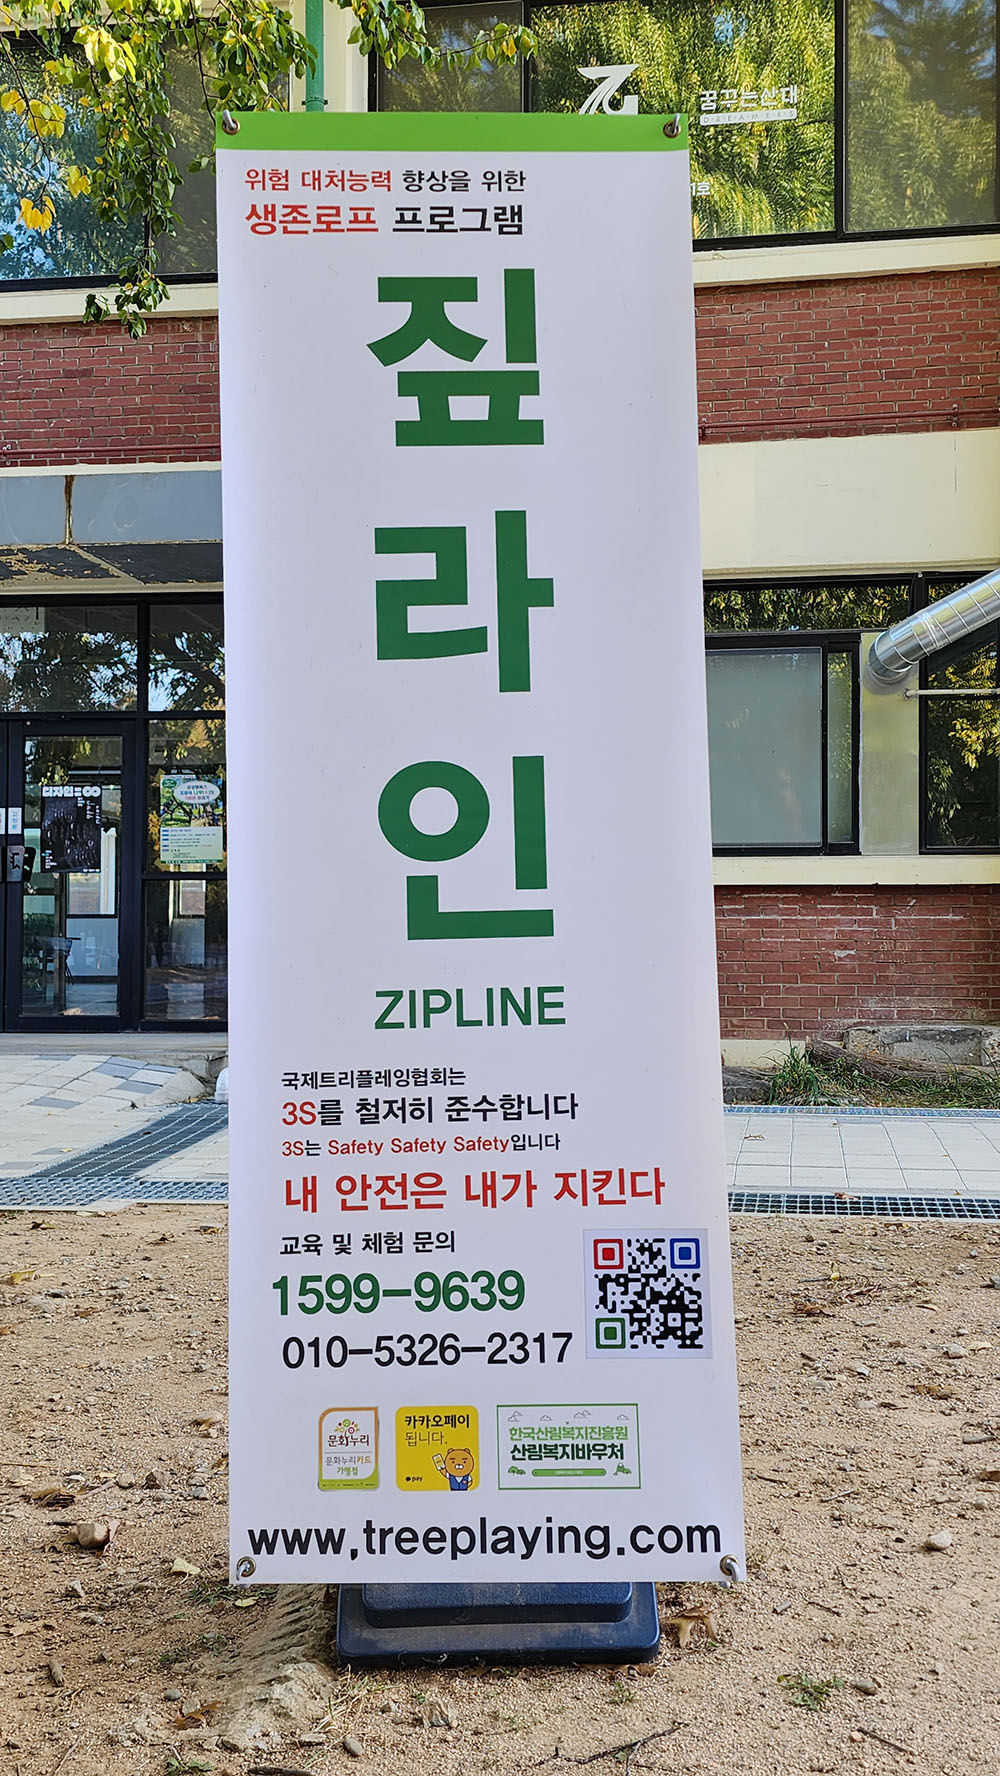 꿈꾸는산대
DREAMERS
위험 대처능력 향상을 위한
생존로프 프로그램
짚
라
인
ZIPLINE
국제트리플레잉협회는
3S를 철저히 준수합니다
3S는 Safety Safety Safety입니다
내 안전은 내가 지킨다
교육 및 체험 문의
1599-9639
010-5326-2317
문화누리
문화누리카드
가맹점
카카오페이
됩니다.
pay
한국산림복지진흥원
산림복지바우처
www,treeplaying.com